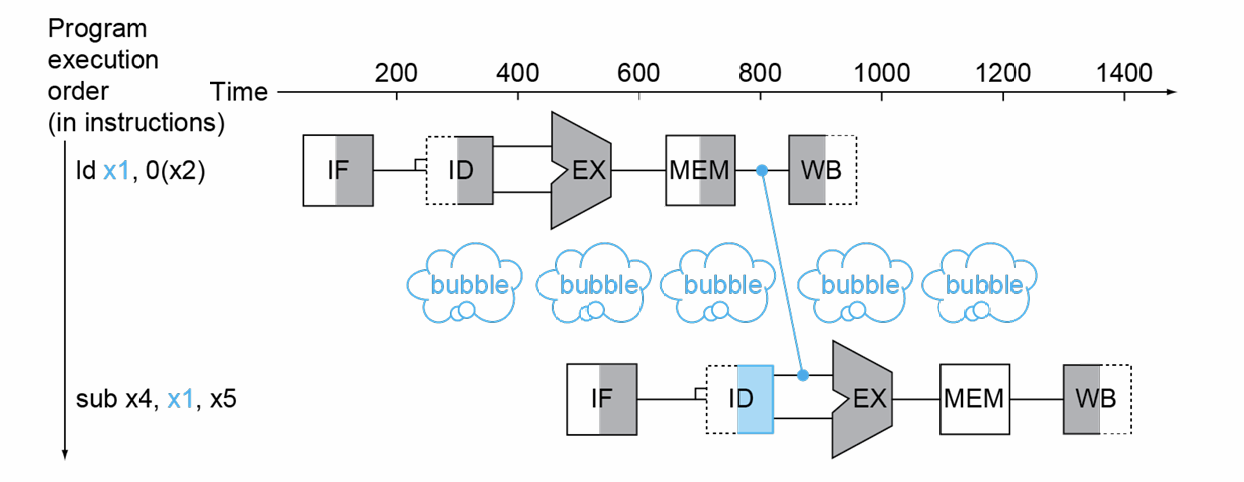 Program
execution
order
(in instructions)
Time
200 400 600 800 1000 1200 1400
ld x1, 0(x2)
IF ID EX MEM WB
bubble bubble bubble bubble bubble
sub x4, x1, x5
IF ID EX MEM WB